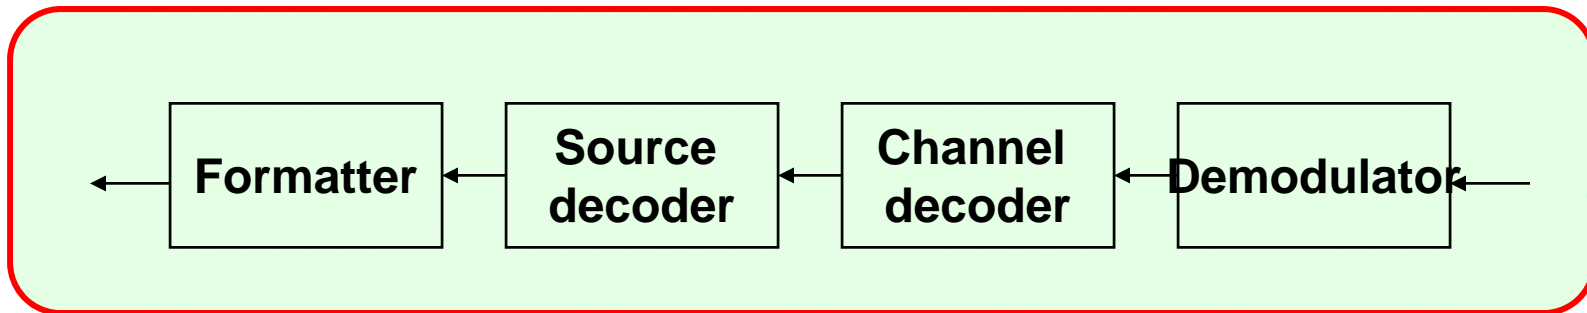 Formatter
Source
decoder
Channel
decoder
Demodulator